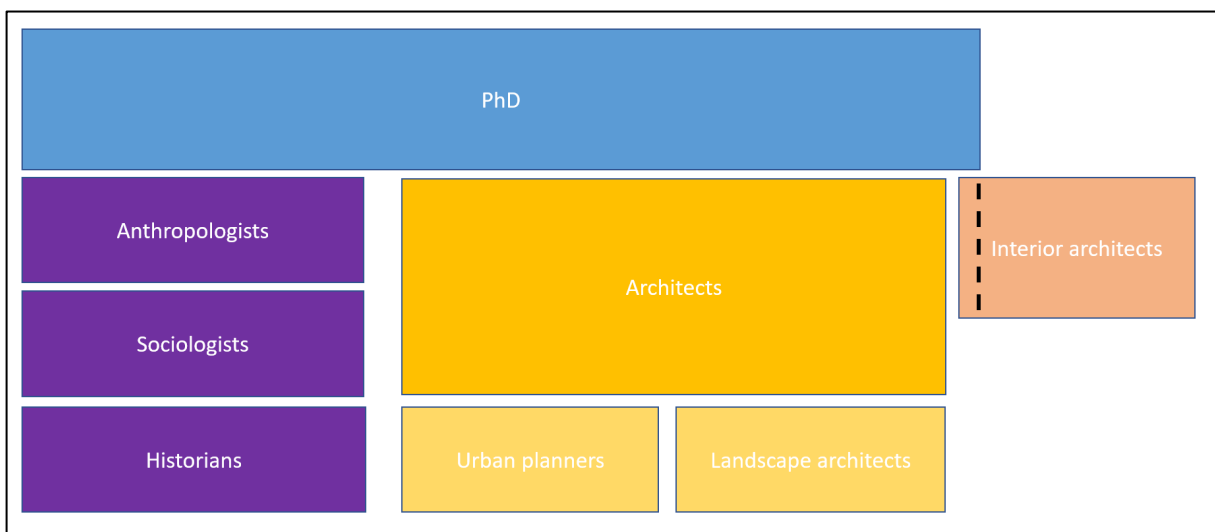 PhD
Anthropologists
Architects
Interior architects
Sociologists
Historians
Urban planners
Landscape architects